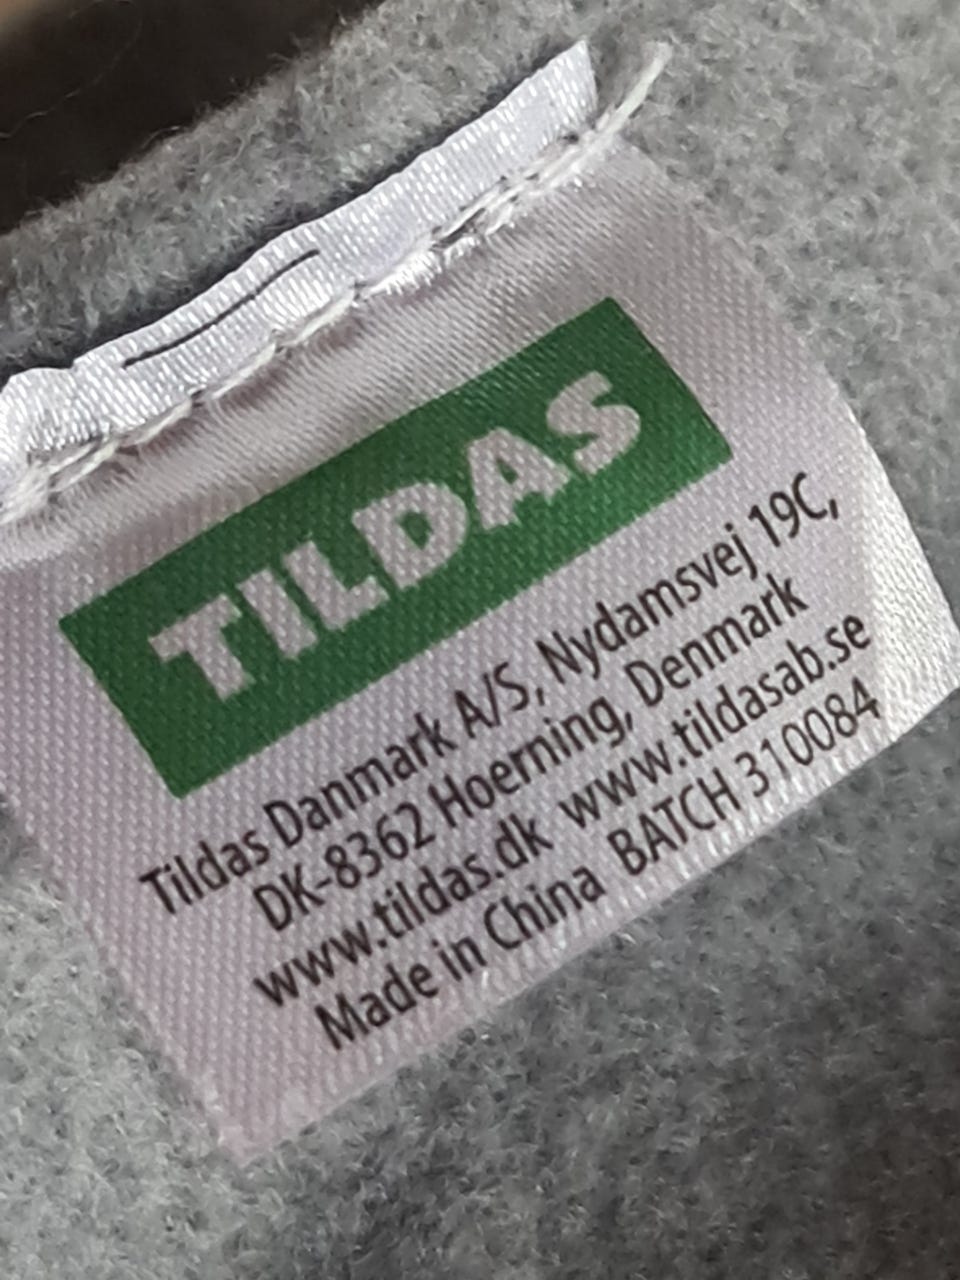 TILDAS
Tildas Danmark A/S, Nydamsvej 19C,
DK-8362 Hoerning, Denmark
www.tildas.dk www.tildasab.se
Made in China BATCH 310084